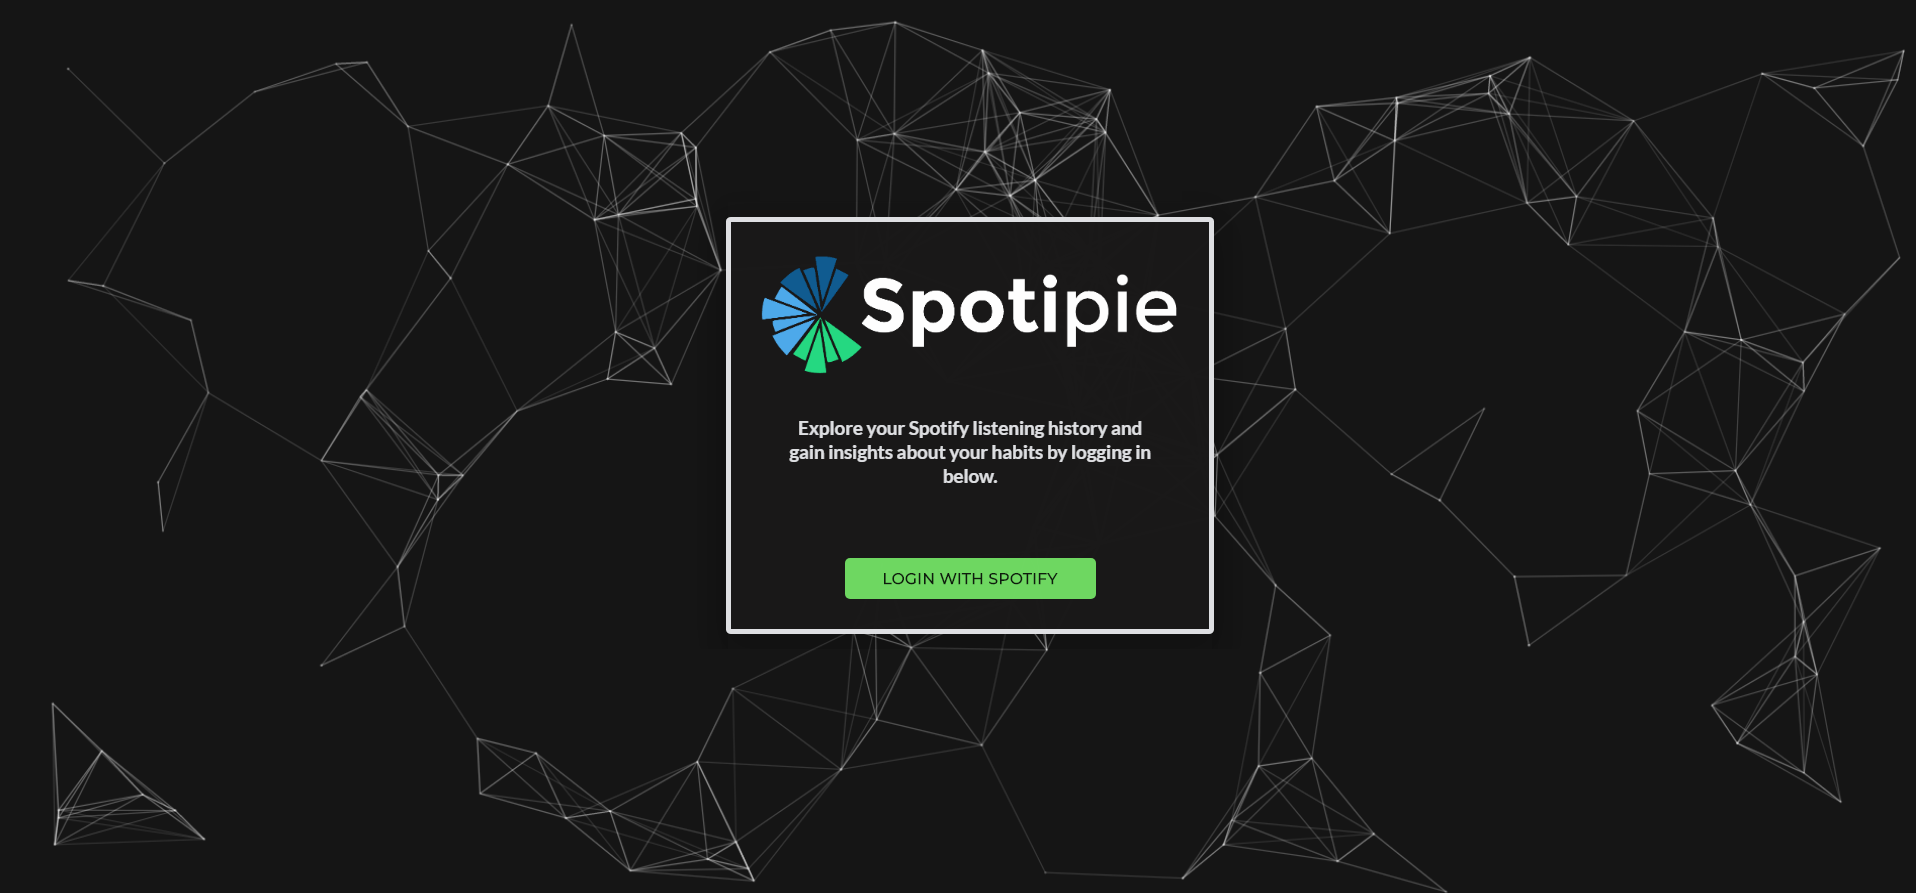 Spotipie
Explore your Spotify listening history and
gain insights about your habits by logging in
below.
LOGIN WITH SPOTIFY